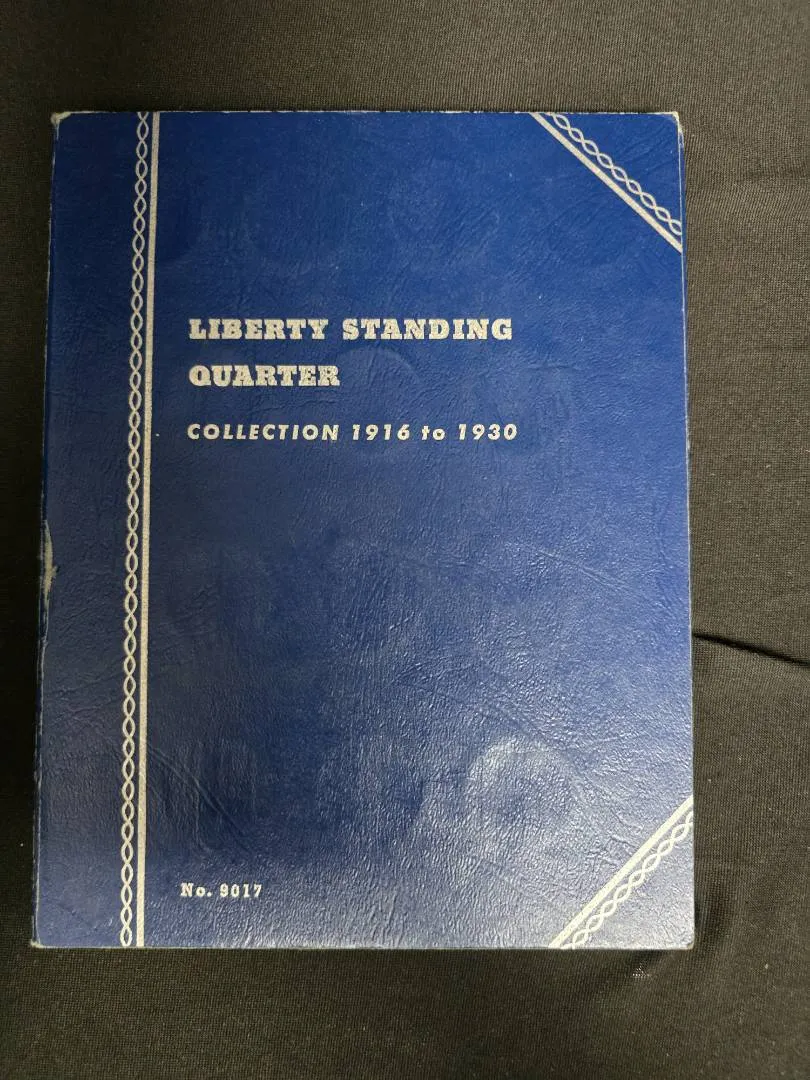 LIBERTY STANDING
QUARTER
COLLECTION 1916 to 1930
No. 9017